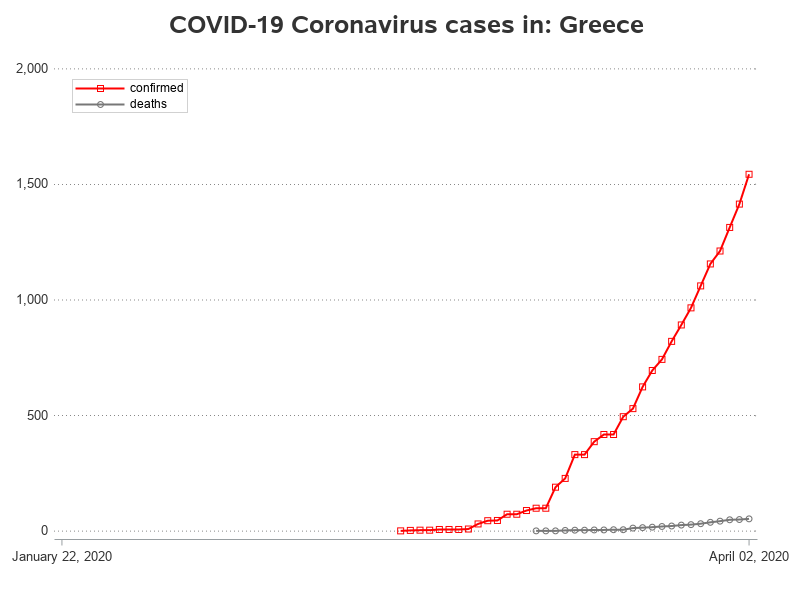 COVID-19 Coronavirus cases in: Greece
2,000
confirmed
deaths
1,500
1,000
500
0
January 22, 2020
April 02, 2020